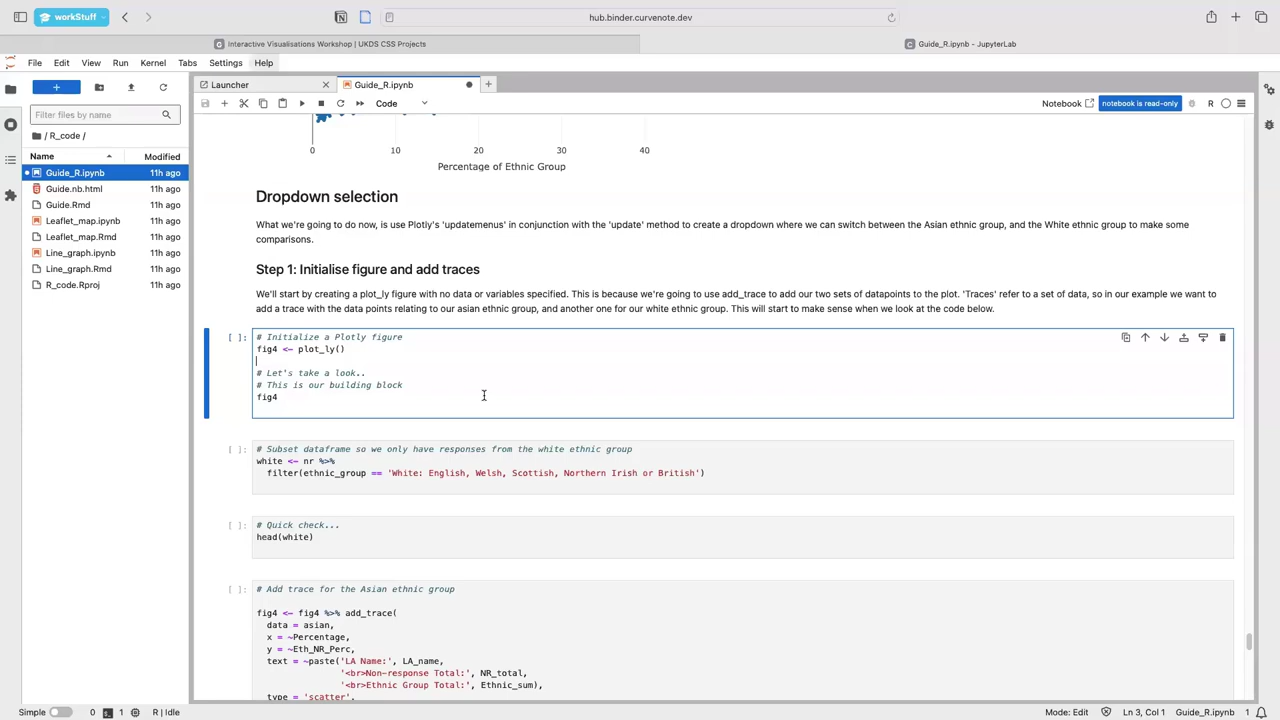 workStuff
hub.binder.curvenote.dev
Interactive Visualisations Workshop | UKDS CSS Projects
Guide_R.ipynb - JupyterLab
File Edit View Run Kernel Tabs Settings Help
Launcher
Guide_R.ipynb
Code
Notebook
notebook is read-only
R
Filter files by name
/ R_code /
Name Modified
Guide_R.ipynb 11h ago
Guide.nb.html 11h ago
Guide.Rmd 11h ago
Leaflet_map.ipynb 11h ago
Leaflet_map.Rmd 11h ago
Line_graph.ipynb 11h ago
Line_graph.Rmd 11h ago
R_code.Rproj 11h ago
0 10 20 30 40
Percentage of Ethnic Group
Dropdown selection
What we're going to do now, is use Plotly's 'updatemenus' in conjunction with the 'update' method to create a dropdown where we can switch between the Asian ethnic group, and the White ethnic group to make some
comparisons.
Step 1: Initialise figure and add traces
We'll start by creating a plot_ly figure with no data or variables specified. This is because we're going to use add_trace to add our two sets of datapoints to the plot. 'Traces' refer to a set of data, so in our example we want to
add a trace with the data points relating to our asian ethnic group, and another one for our white ethnic group. This will start to make sense when we look at the code below.
[ ]:
# Initialize a Plotly figure
fig4 <- plot_ly()
# Let's take a look..
# This is our building block
fig4
[ ]:
# Subset dataframe so we only have responses from the white ethnic group
white <- nr %>%
filter(ethnic_group == 'White: English, Welsh, Scottish, Northern Irish or British')
[ ]:
# Quick check...
head(white)
[ ]:
# Add trace for the Asian ethnic group
fig4 <- fig4 %>% add_trace(
data = asian,
x = ~Percentage,
y = ~Eth_NR_Perc,
text = ~paste('LA Name:', LA_name,
'<br>Non-response Total:', NR_total,
'<br>Ethnic Group Total:', Ethnic_sum),
type = 'scatter',
Simple 0 1 R | Idle
Mode: Edit Ln 3, Col 1 Guide_R.ipynb 1